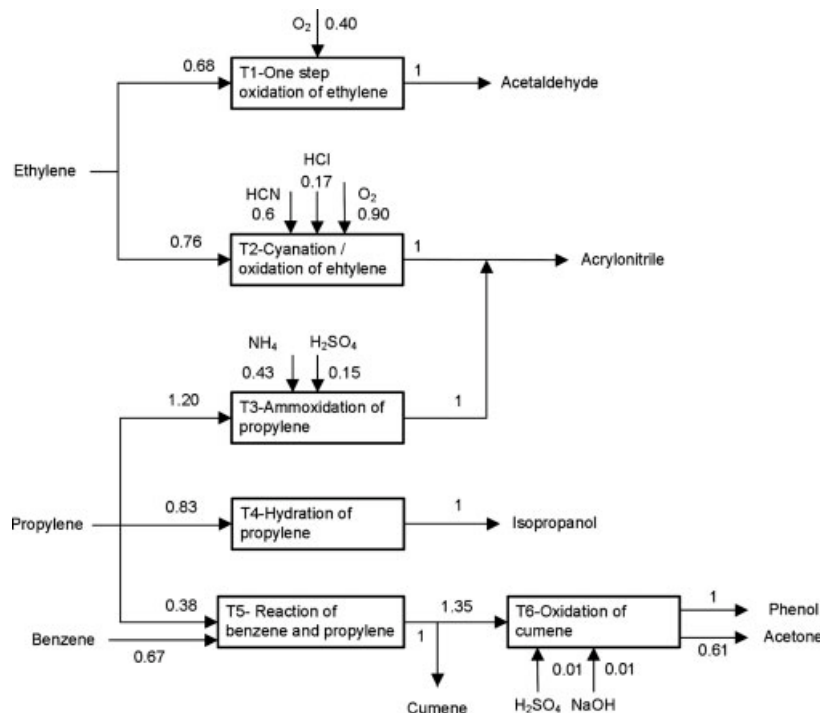 O₂ 0.40
0.68
T1-One step
oxidation of ethylene
1
Acetaldehyde
Ethylene
HCl
0.17
HCN
0.6
O₂
0.90
0.76
T2-Cyanation /
oxidation of ehtylene
1
Acrylonitrile
NH₄
0.43
H₂SO₄
0.15
1.20
T3-Ammoxidation of
propylene
1
Propylene
0.83
T4-Hydration of
propylene
1
Isopropanol
0.38
Benzene
0.67
T5- Reaction of
benzene and propylene
1
1.35
Cumene
T6-Oxidation of
cumene
1
Phenol
0.61
Acetone
0.01
0.01
H₂SO₄
NaOH